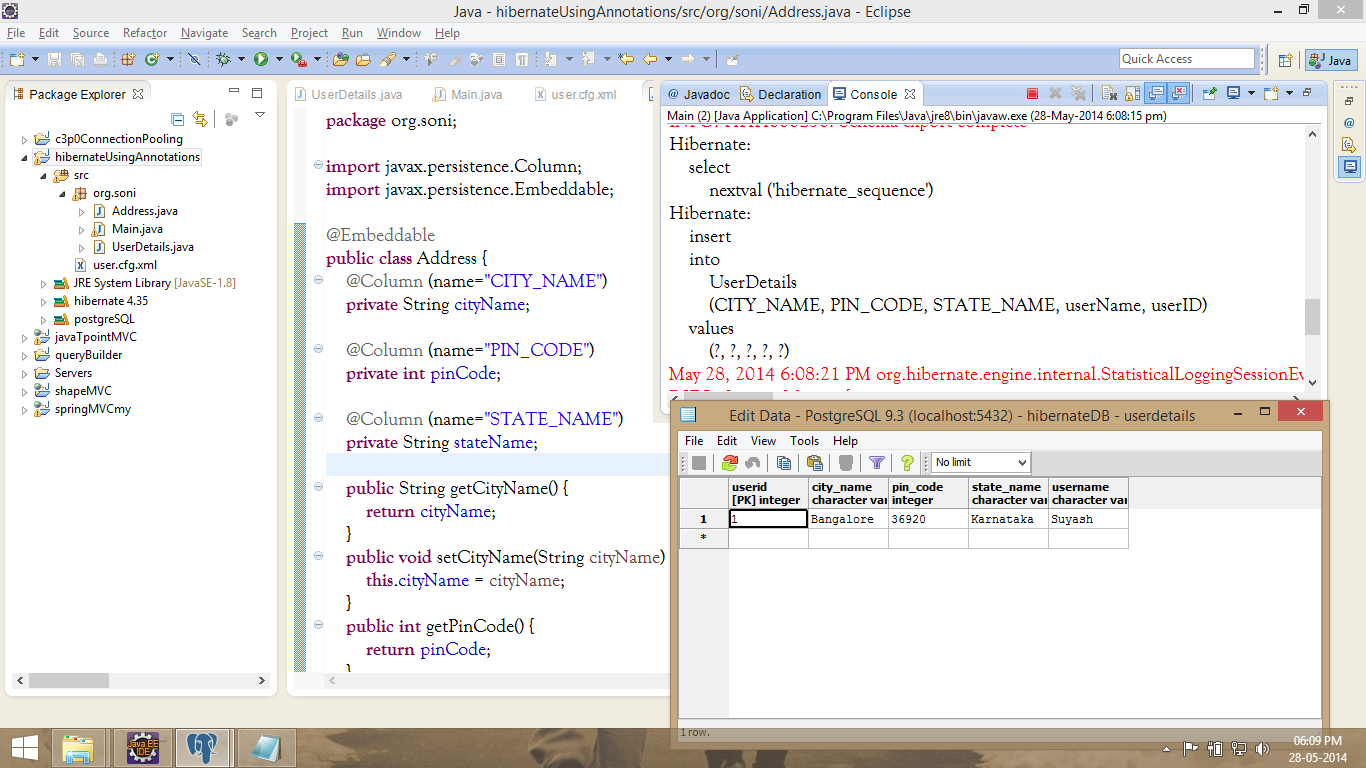 Java - hibernateUsingAnnotations/src/org/soni/Address.java - Eclipse
File Edit Source Refactor Navigate Search Project Run Window Help
Quick Access
Java
Package Explorer
c3p0ConnectionPooling
hibernateUsingAnnotations
src
org.soni
Address.java
Main.java
UserDetails.java
user.cfg.xml
JRE System Library [JavaSE-1.8]
hibernate 4.35
postgreSQL
javaTpointMVC
queryBuilder
Servers
shapeMVC
springMVCmy
UserDetails.java Main.java user.cfg.xml
package org.soni;
import javax.persistence.Column;
import javax.persistence.Embeddable;
@Embeddable
public class Address {
@Column (name="CITY_NAME")
private String cityName;
@Column (name="PIN_CODE")
private int pinCode;
@Column (name="STATE_NAME")
private String stateName;
public String getCityName() {
return cityName;
}
public void setCityName(String cityName)
this.cityName = cityName;
}
public int getPinCode() {
return pinCode;
}
@ Javadoc Declaration Console
Main (2) [Java Application] C:\Program Files\Java\jre8\bin\javaw.exe (28-May-2014 6:08:15 pm)
Hibernate:
select
nextval ('hibernate_sequence')
Hibernate:
insert
into
UserDetails
(CITY_NAME, PIN_CODE, STATE_NAME, userName, userID)
values
(?, ?, ?, ?, ?)
May 28, 2014 6:08:21 PM org.hibernate.engine.internal.StatisticalLoggingSessionEv
Edit Data - PostgreSQL 9.3 (localhost:5432) - hibernateDB - userdetails
File Edit View Tools Help
No limit
userid city_name pin_code state_name username
[PK] integer character var integer character var character var
1 1 Bangalore 36920 Karnataka Suyash
*
1 row.
Java EE
IDE
06:09 PM
28-05-2014